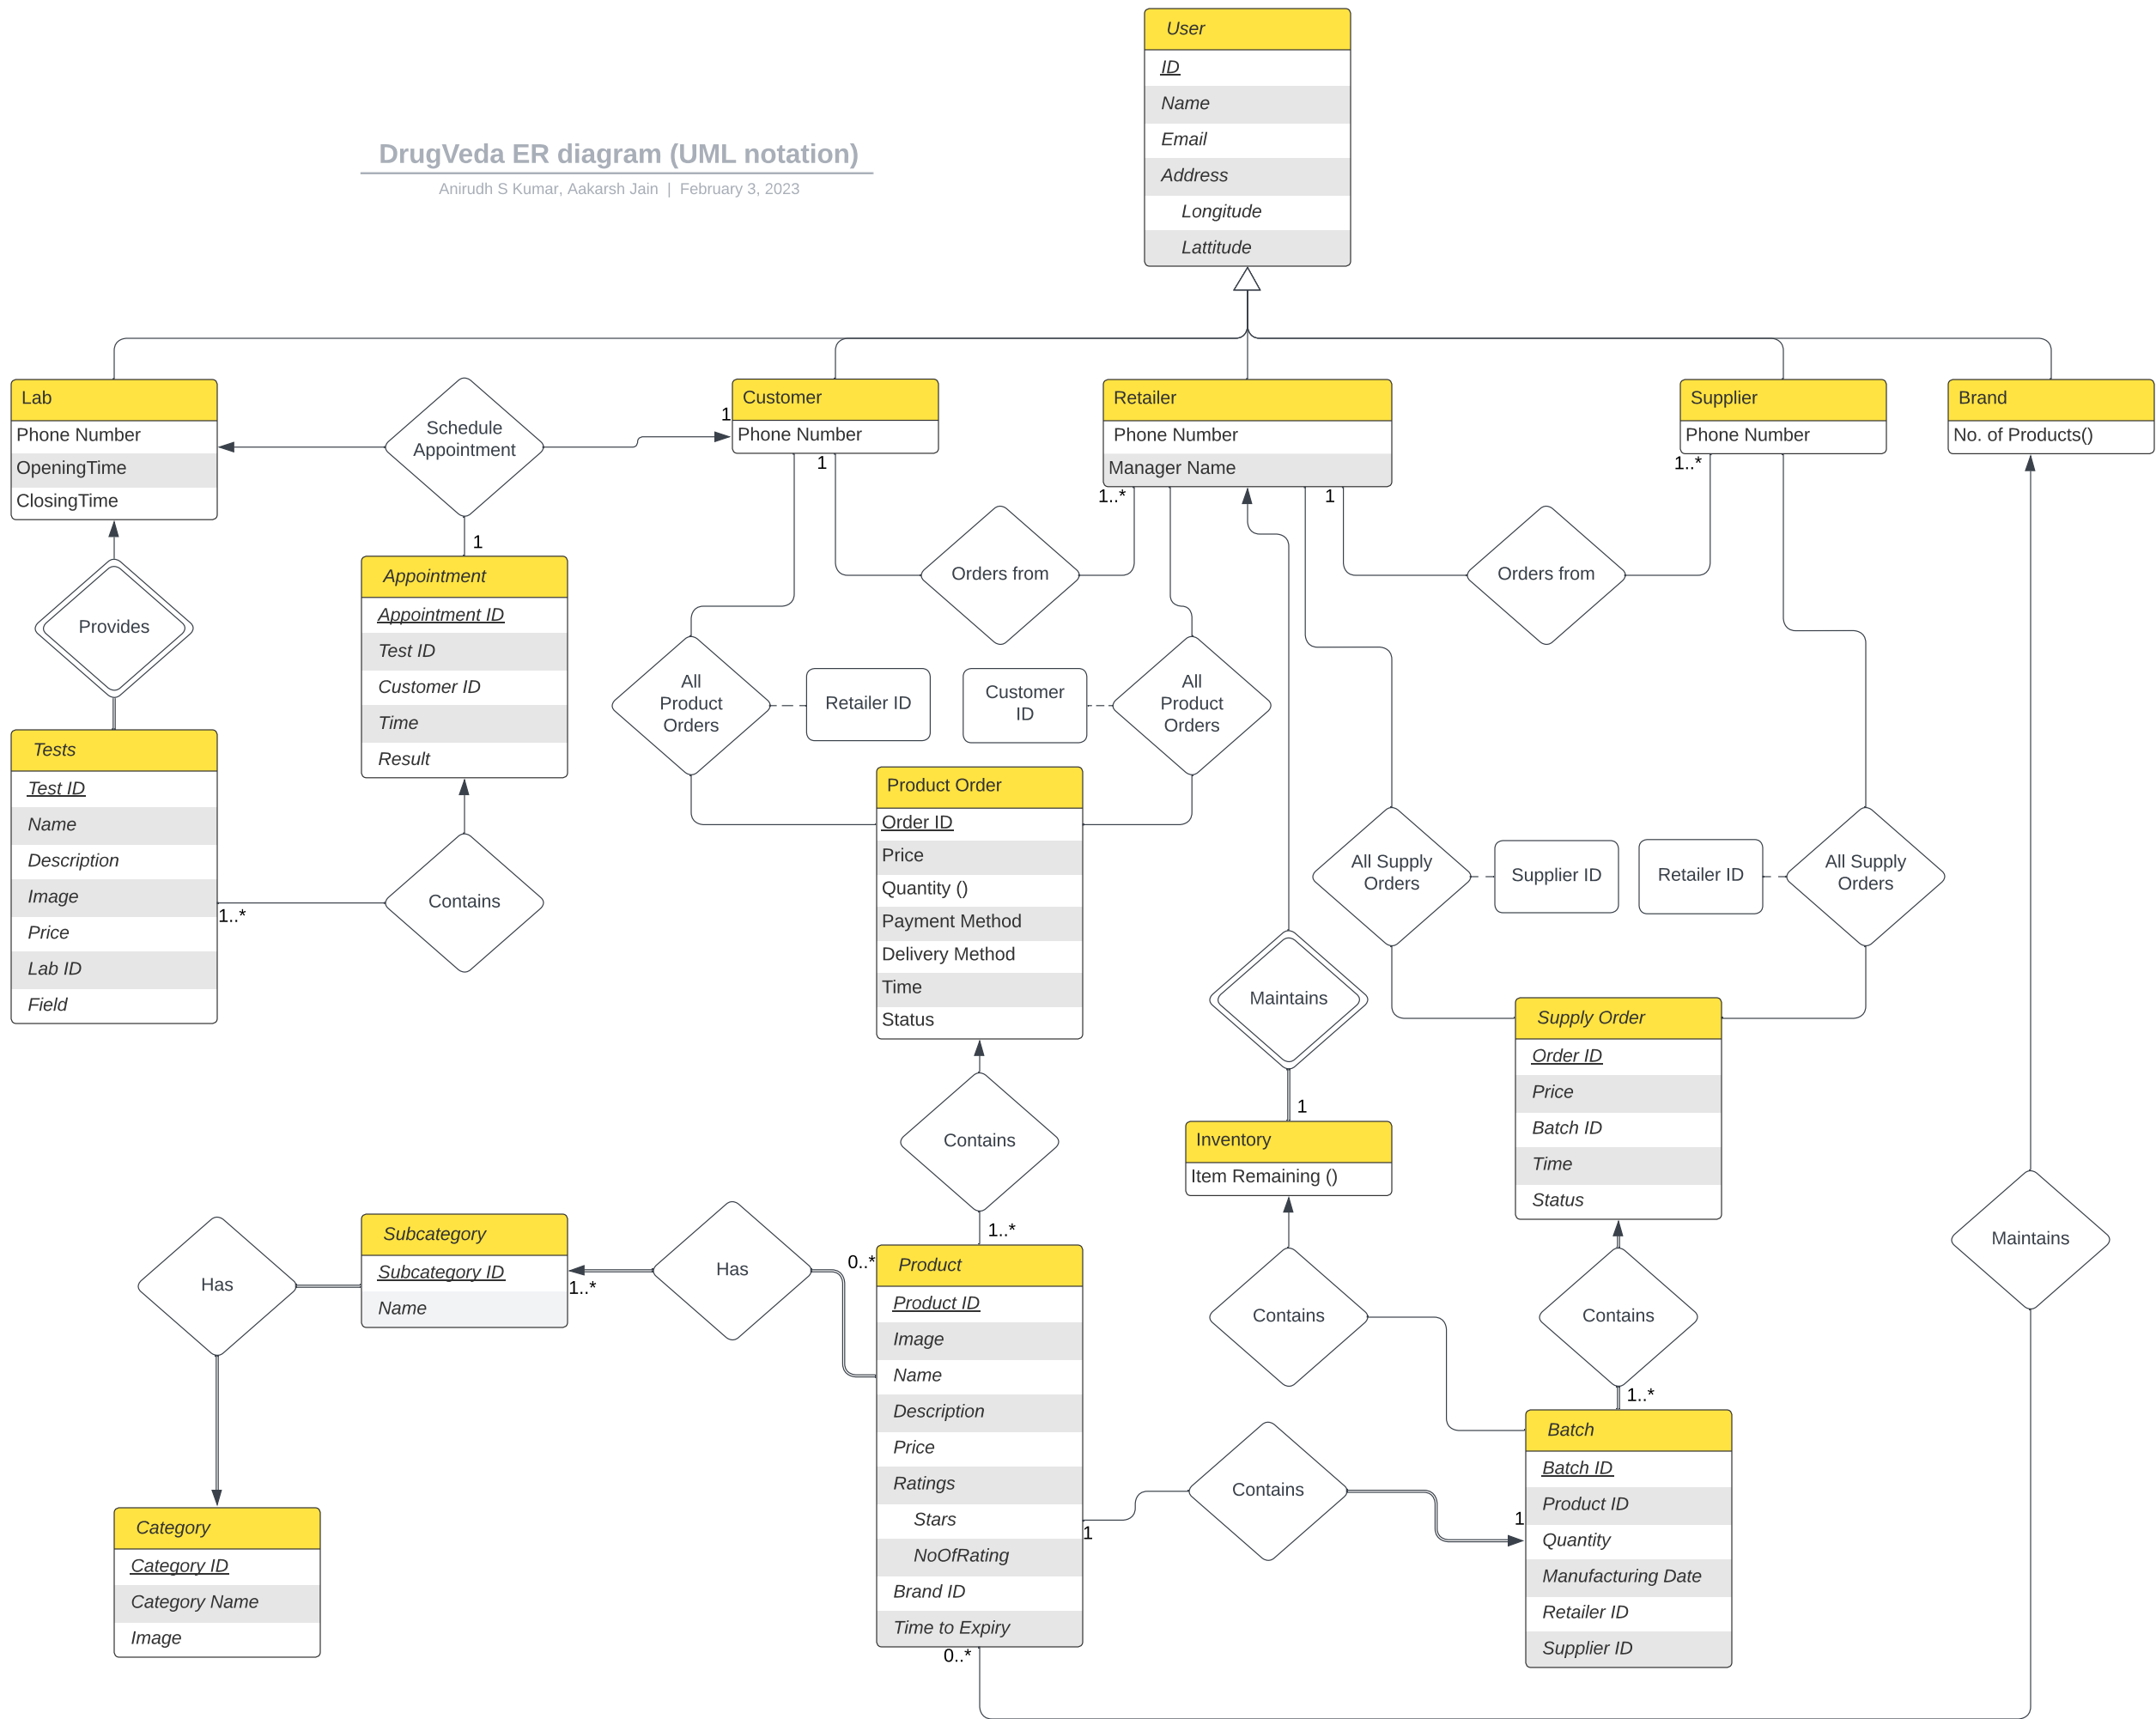 User
ID
Name
Email
Address
Longitude
Lattitude
DrugVeda ER diagram (UML notation)
Anirudh S Kumar, Aakarsh Jain | February 3, 2023
Lab
Phone Number
OpeningTime
ClosingTime
Schedule
Appointment
1
Customer
Phone Number
1
Retailer
Phone Number
Manager Name
1..*
1
Supplier
Phone Number
1..*
Brand
No. of Products()
1
Appointment
Appointment ID
Test ID
Customer ID
Time
Result
Orders from
Orders from
Provides
All
Product
Orders
Retailer ID
Customer
ID
All
Product
Orders
Tests
Test ID
Name
Description
Image
Price
Lab ID
Field
1..*
Contains
Product Order
Order ID
Price
Quantity ()
Payment Method
Delivery Method
Time
Status
All Supply
Orders
Supplier ID
Retailer ID
All Supply
Orders
Maintains
1
Supply Order
Order ID
Price
Batch ID
Time
Status
Contains
1..*
Inventory
Item Remaining ()
Maintains
Has
Subcategory
Subcategory ID
Name
1..*
Has
0..*
Product
Product ID
Image
Name
Description
Price
Ratings
Stars
NoOfRating
Brand ID
Time to Expiry
0..*
1
Contains
Contains
1..*
Contains
1
Batch
Batch ID
Product ID
Quantity
Manufacturing Date
Retailer ID
Supplier ID
Category
Category ID
Category Name
Image